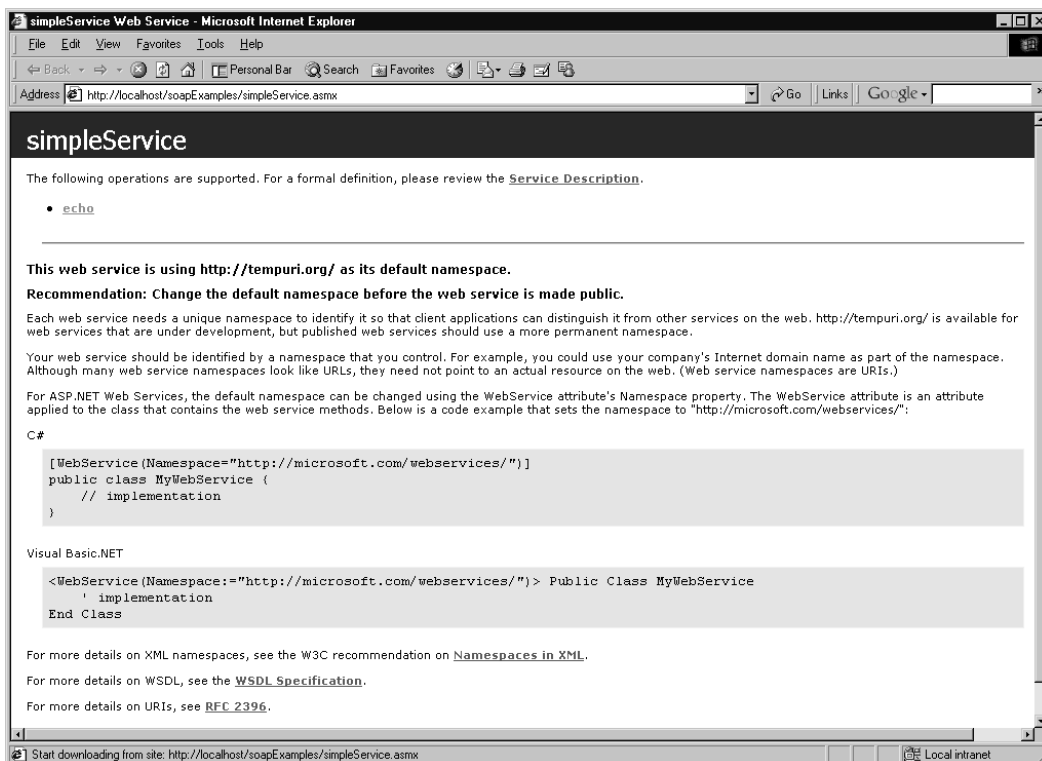 simpleService Web Service - Microsoft Internet Explorer
File Edit View Favorites Tools Help
Back Personal Bar Search Favorites
Address http://localhost/soapExamples/simpleService.asmx Go Links Google
simpleService
The following operations are supported. For a formal definition, please review the Service Description.
• echo
This web service is using http://tempuri.org/ as its default namespace.
Recommendation: Change the default namespace before the web service is made public.
Each web service needs a unique namespace to identify it so that client applications can distinguish it from other services on the web. http://tempuri.org/ is available for
web services that are under development, but published web services should use a more permanent namespace.
Your web service should be identified by a namespace that you control. For example, you could use your company's Internet domain name as part of the namespace.
Although many web service namespaces look like URLs, they need not point to an actual resource on the web. (Web service namespaces are URIs.)
For ASP.NET Web Services, the default namespace can be changed using the WebService attribute's Namespace property. The WebService attribute is an attribute
applied to the class that contains the web service methods. Below is a code example that sets the namespace to "http://microsoft.com/webservices/":
C#
[WebService(Namespace="http://microsoft.com/webservices/")]
public class MyWebService {
    // implementation
}
Visual Basic.NET
<WebService(Namespace:="http://microsoft.com/webservices/")> Public Class MyWebService
    ' implementation
End Class
For more details on XML namespaces, see the W3C recommendation on Namespaces in XML.
For more details on WSDL, see the WSDL Specification.
For more details on URIs, see RFC 2396.
Start downloading from site: http://localhost/soapExamples/simpleService.asmx Local intranet